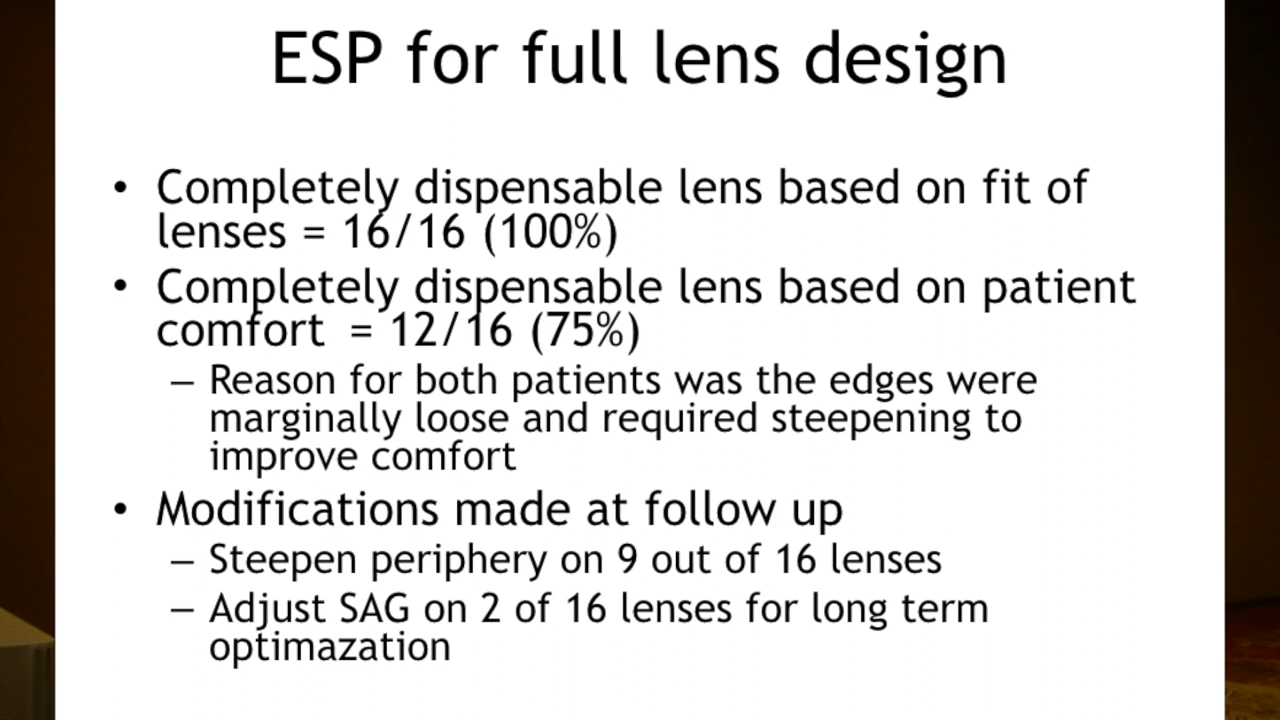 ESP for full lens design
• Completely dispensable lens based on fit of
lenses = 16/16 (100%)
• Completely dispensable lens based on patient
comfort = 12/16 (75%)
– Reason for both patients was the edges were
marginally loose and required steepening to
improve comfort
• Modifications made at follow up
– Steepen periphery on 9 out of 16 lenses
– Adjust SAG on 2 of 16 lenses for long term
optimazation